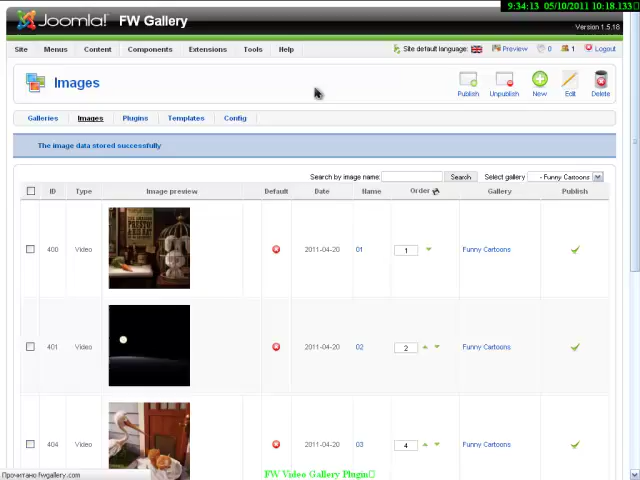 9:34:13 05/10/2011 10.18.133
Joomla! FW Gallery
Version 1.5.18
Site Menus Content Components Extensions Tools Help Site default language: Preview 0 1 Logout
Images
Publish Unpublish New Edit Delete
Galleries Images Plugins Templates Config
The image data stored successfully
Search by image name: Search Select gallery - Funny Cartoons
ID Type Image preview Default Date Name Order Gallery Publish
PRESTO
400 Video 2011-04-20 01 1 Funny Cartoons
401 Video 2011-04-20 02 2 Funny Cartoons
404 Video 2011-04-20 03 4 Funny Cartoons
Прочитано fwgallery.com
FW Video Gallery Plugin